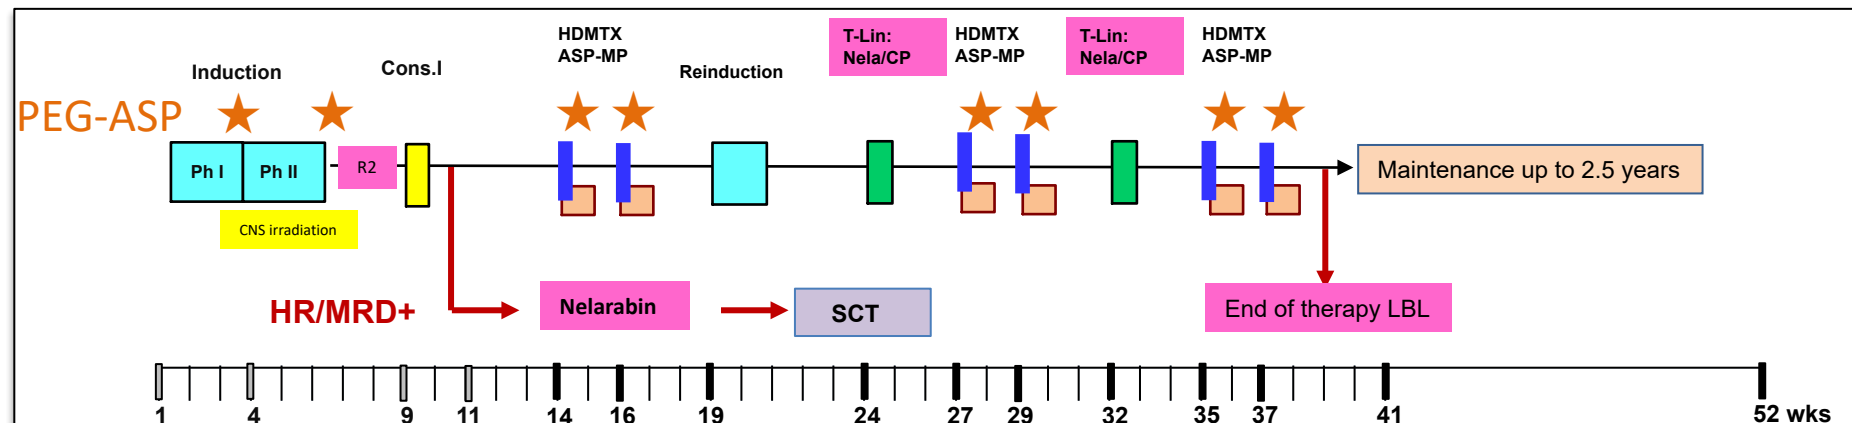 HDMTX
ASP-MP
T-Lin:
Nela/CP
HDMTX
ASP-MP
T-Lin:
Nela/CP
HDMTX
ASP-MP
Induction
Cons.I
Reinduction
PEG-ASP
Ph I
Ph II
R2
Maintenance up to 2.5 years
CNS irradiation
HR/MRD+
Nelarabin
SCT
End of therapy LBL
1
4
9
11
14
16
19
24
27
29
32
35
37
41
52 wks